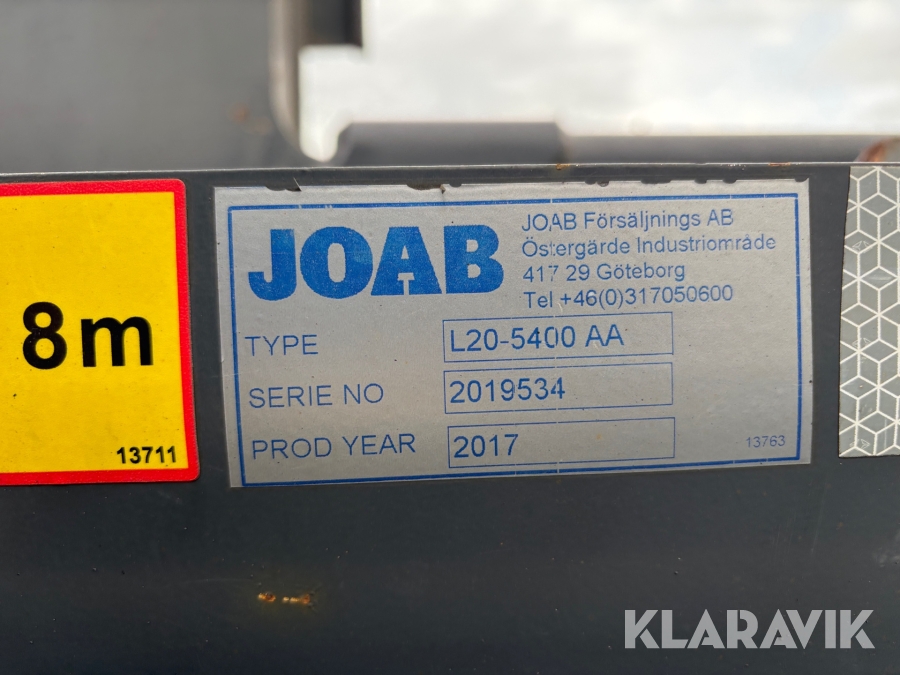 8m
13711
JOAB
JOAB Försäljnings AB
Östergärde Industriområde
417 29 Göteborg
Tel +46(0)317050600
TYPE L20-5400 AA
SERIE NO 2019534
PROD YEAR 2017
13763
KLARAVIK